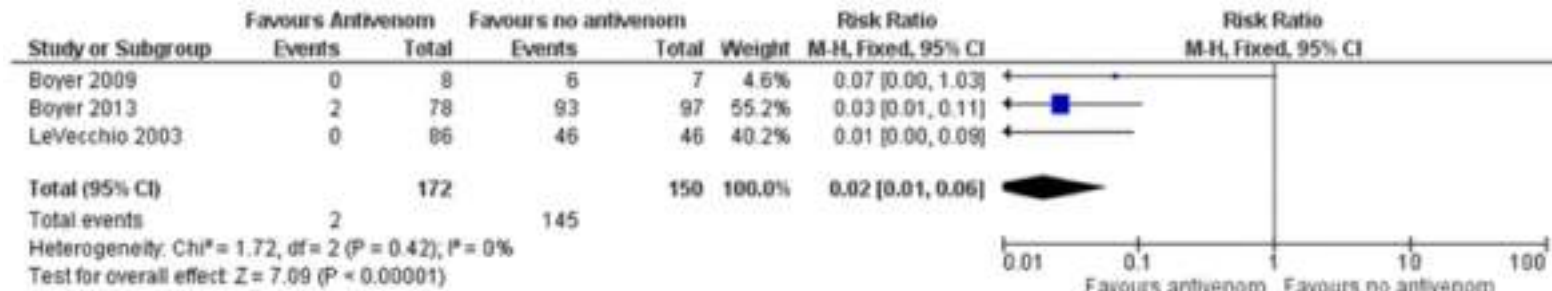 Favours Antivenom Favours no antivenom Risk Ratio Risk Ratio
Study or Subgroup Events Total Events Total Weight M-H, Fixed, 95% CI M-H, Fixed, 95% CI
Boyer 2009 0 8 6 7 4.6% 0.07 [0.00, 1.03]
Boyer 2013 2 78 93 97 55.2% 0.03 [0.01, 0.11]
LeVecchio 2003 0 86 46 46 40.2% 0.01 [0.00, 0.09]
Total (95% CI) 172 150 100.0% 0.02 [0.01, 0.06]
Total events 2 145
Heterogeneity: Chi² = 1.72, df = 2 (P = 0.42); I² = 0%
Test for overall effect: Z = 7.09 (P < 0.00001)
0.01 0.1 1 10 100
Favours antivenom Favours no antivenom